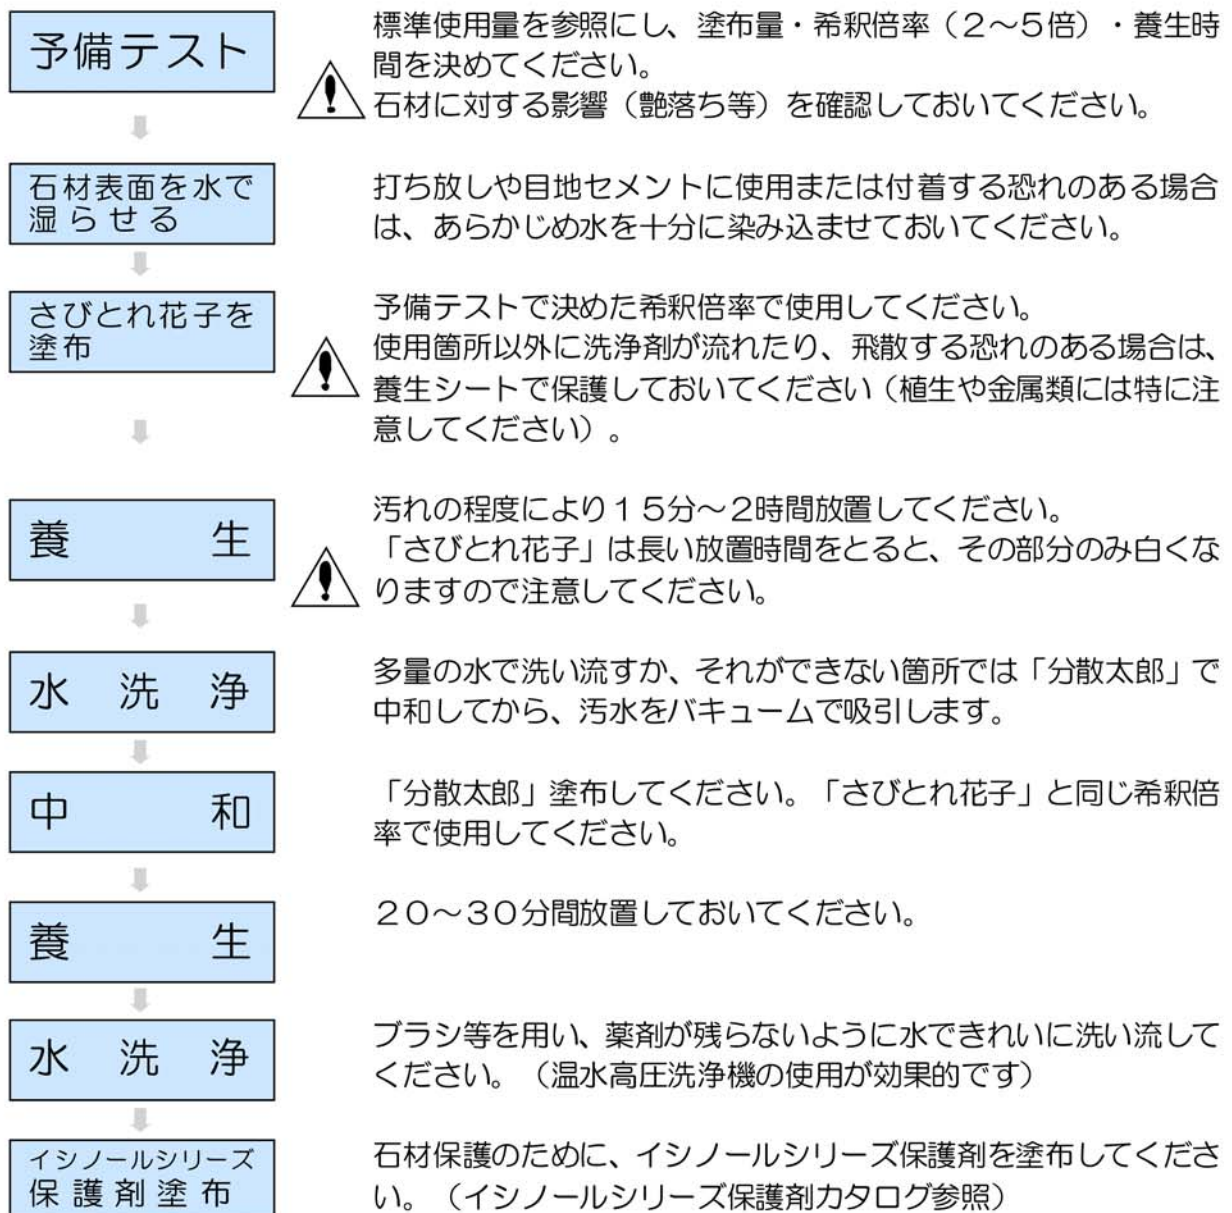 予備テスト
標準使用量を参照にし、塗布量・希釈倍率（２～５倍）・養生時
間を決めてください。
石材に対する影響（艶落ち等）を確認しておいてください。
石材表面を水で
湿らせる
打ち放しや目地セメントに使用または付着する恐れのある場合
は、あらかじめ水を十分に染み込ませておいてください。
さびとれ花子を
塗布
予備テストで決めた希釈倍率で使用してください。
使用箇所以外に洗浄剤が流れたり、飛散する恐れのある場合は、
養生シートで保護しておいてください（植生や金属類には特に注
意してください）。
養生
汚れの程度により１５分～２時間放置してください。
「さびとれ花子」は長い放置時間をとると、その部分のみ白くな
りますので注意してください。
水洗浄
多量の水で洗い流すか、それができない箇所では「分散太郎」で
中和してから、汚水をバキュームで吸引します。
中和
「分散太郎」塗布してください。「さびとれ花子」と同じ希釈倍
率で使用してください。
養生
２０～３０分間放置しておいてください。
水洗浄
ブラシ等を用い、薬剤が残らないように水できれいに洗い流して
ください。（温水高圧洗浄機の使用が効果的です）
イシノールシリーズ
保護剤塗布
石材保護のために、イシノールシリーズ保護剤を塗布してくださ
い。（イシノールシリーズ保護剤カタログ参照）